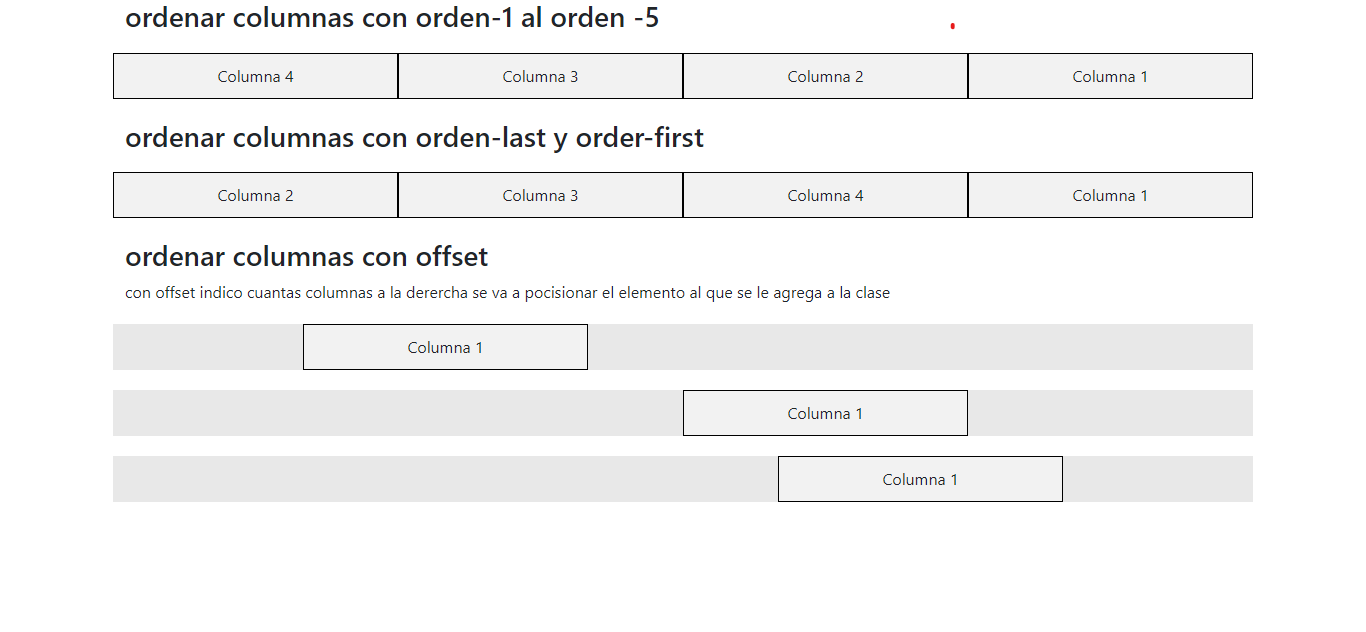 ordenar columnas con orden-1 al orden -5
Columna 4 Columna 3 Columna 2 Columna 1
ordenar columnas con orden-last y order-first
Columna 2 Columna 3 Columna 4 Columna 1
ordenar columnas con offset
con offset indico cuantas columnas a la derercha se va a pocisionar el elemento al que se le agrega a la clase
Columna 1
Columna 1
Columna 1